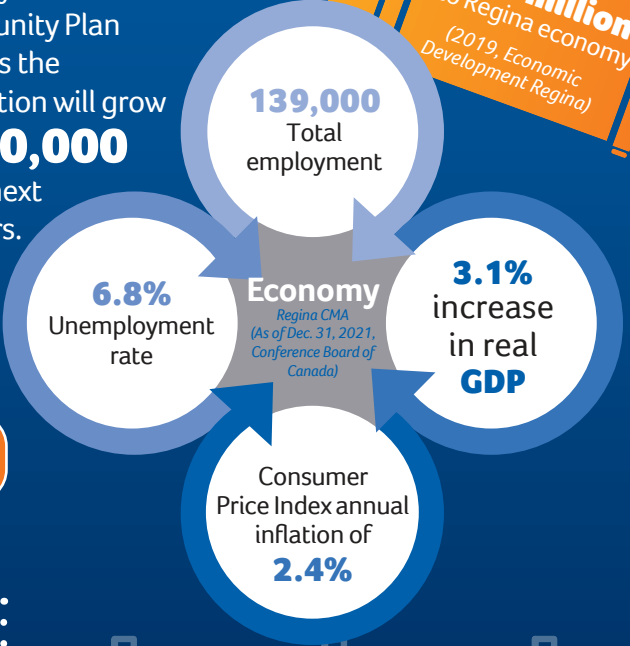 unity Plan
s the
tion will grow
0,000
next
rs.
million
Regina economy
(2019, Economic
Development Regina)
139,000
Total
employment
6.8%
Unemployment
rate
Economy
Regina CMA
(As of Dec. 31, 2021,
Conference Board of
Canada)
3.1%
increase
in real
GDP
Consumer
Price Index annual
inflation of
2.4%